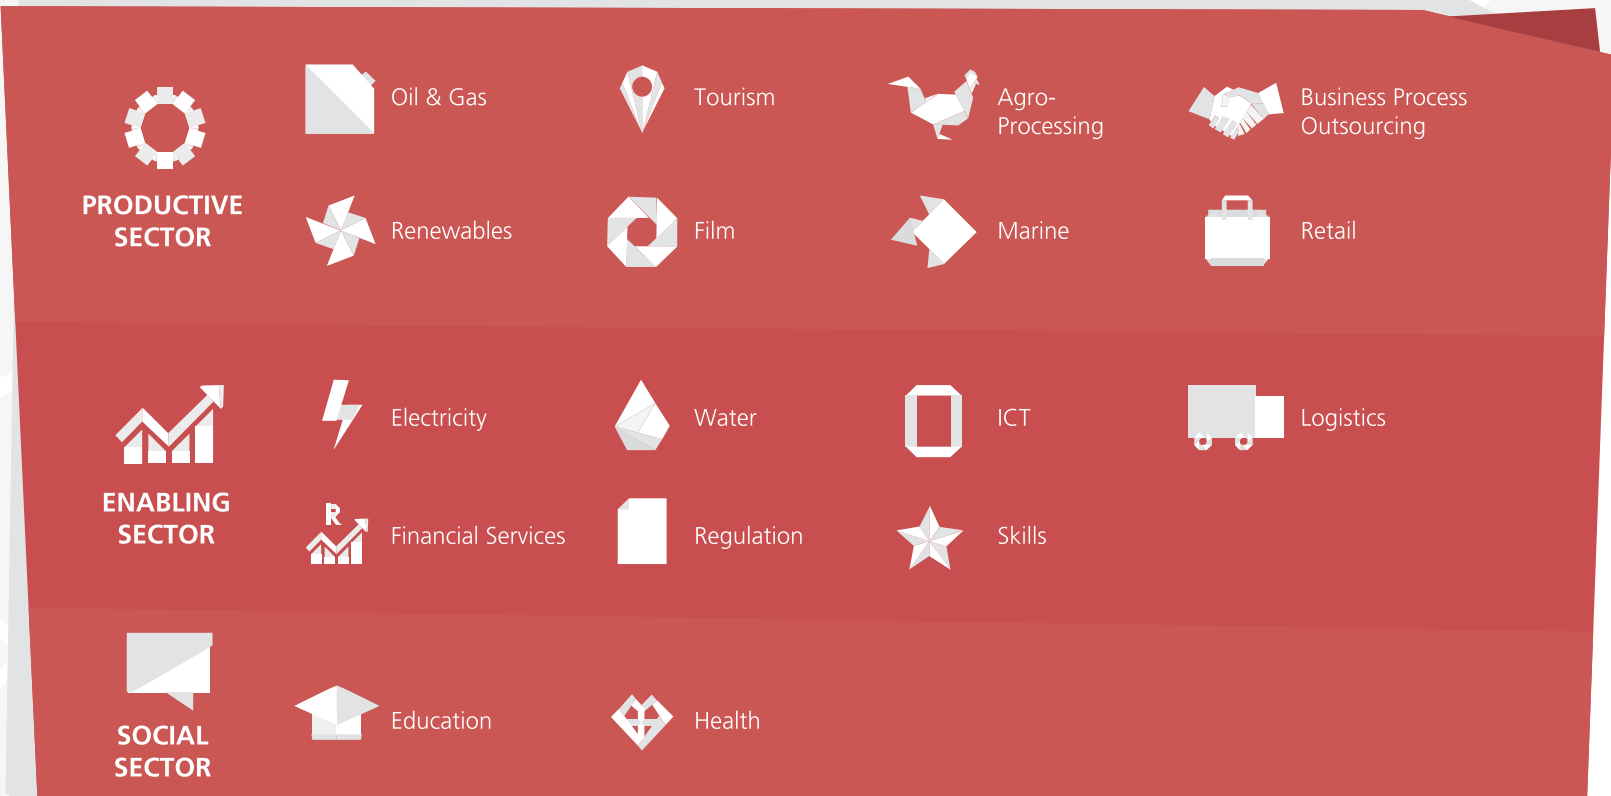 PRODUCTIVE
SECTOR
Oil & Gas
Tourism
Agro-
Processing
Business Process
Outsourcing
Renewables
Film
Marine
Retail
ENABLING
SECTOR
Electricity
Water
ICT
Logistics
R
Financial Services
Regulation
Skills
SOCIAL
SECTOR
Education
Health